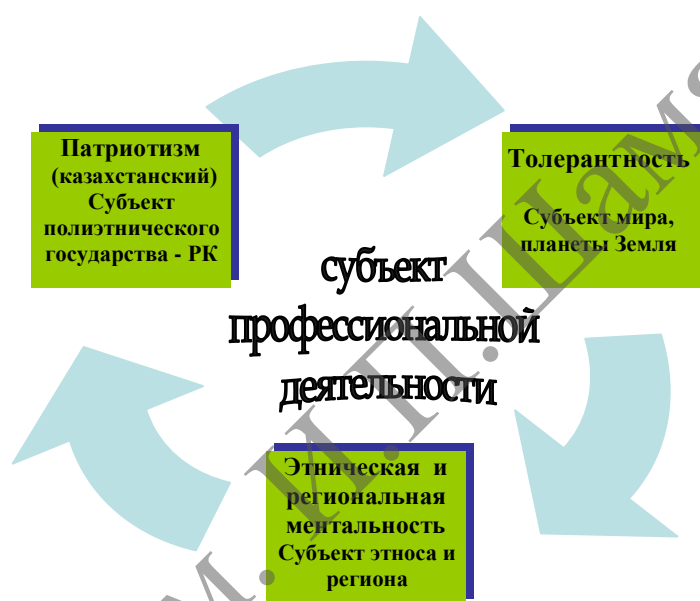 Патриотизм
(казахстанский)
Субъект
полиэтнического
государства - РК
Толерантность
Субъект мира,
планеты Земля
субъект
профессиональной
деятельности
Этническая и
региональная
ментальность
Субъект этноса и
региона
м. И.П.Шамя